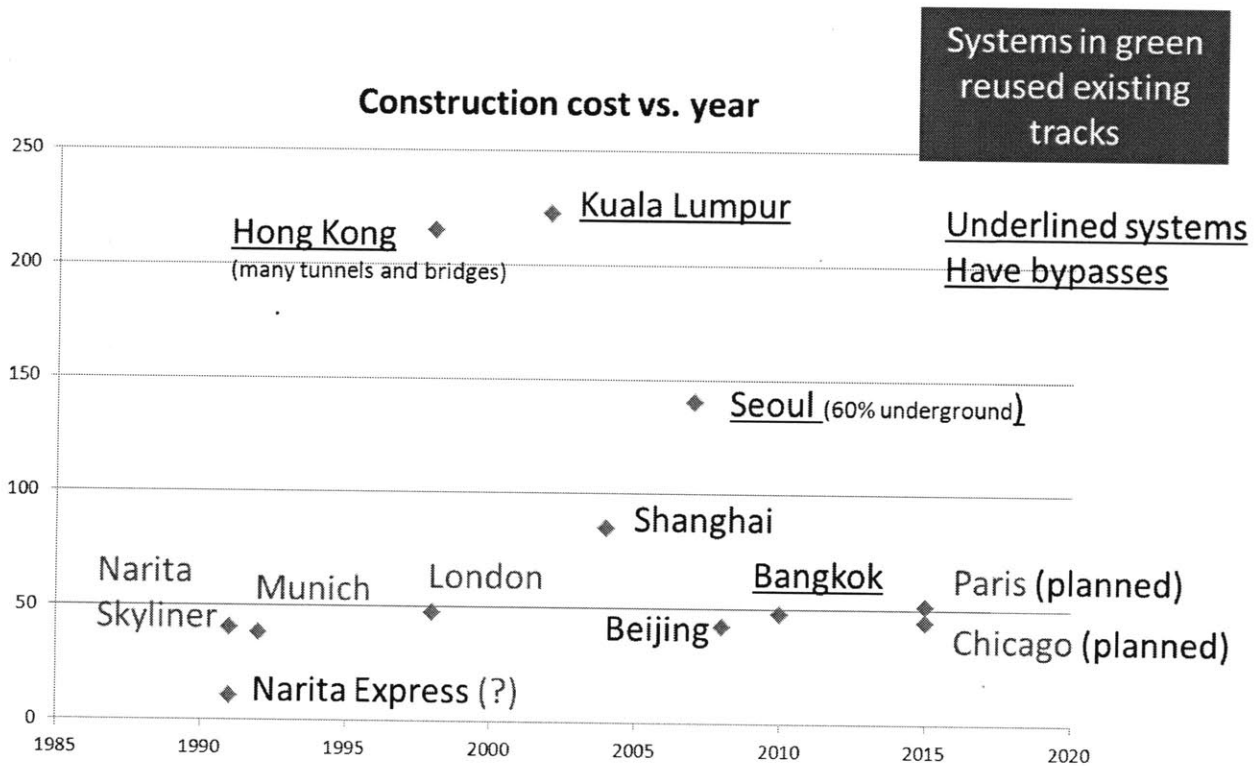 Systems in green
reused existing
tracks
Construction cost vs. year
250
200
150
100
50
0
Hong Kong
(many tunnels and bridges)
Kuala Lumpur
Underlined systems
Have bypasses
Seoul (60% underground)
Shanghai
Narita
Skyliner
Munich
London
Bangkok
Paris (planned)
Beijing
Chicago (planned)
Narita Express (?)
1985
1990
1995
2000
2005
2010
2015
2020